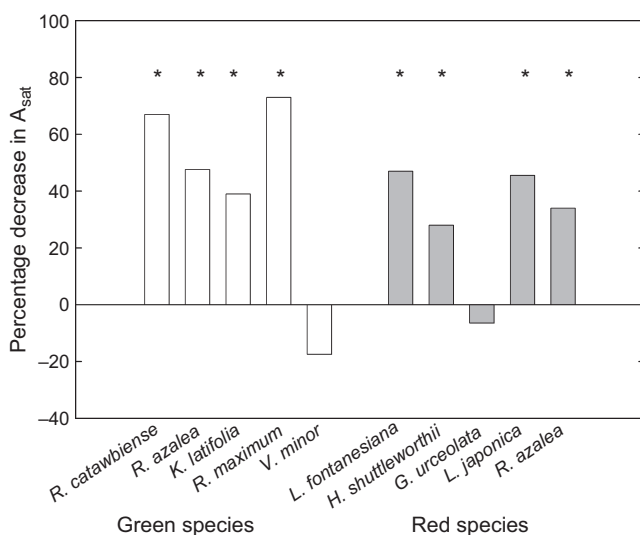 Percentage decrease in Asat
100
80
60
40
20
0
–20
–40
* * * * * * * *
R. catawbiense
R. azalea
K. latifolia
R. maximum
V. minor
L. fontanesiana
H. shuttleworthii
G. urceolata
L. japonica
R. azalea
Green species
Red species